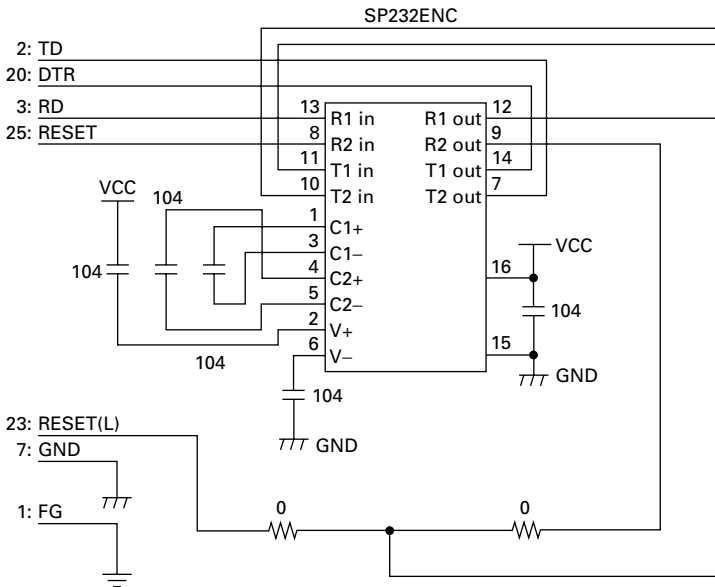 SP232ENC
2: TD
20: DTR
3: RD
25: RESET
13 R1 in R1 out 12
8 R2 in R2 out 9
11 T1 in T1 out 14
10 T2 in T2 out 7
VCC
104
1 C1+
3 C1−
4 C2+
5 C2−
2 V+
6 V−
104
104
16
VCC
104
15
GND
104
GND
23: RESET(L)
7: GND
1: FG
0
0